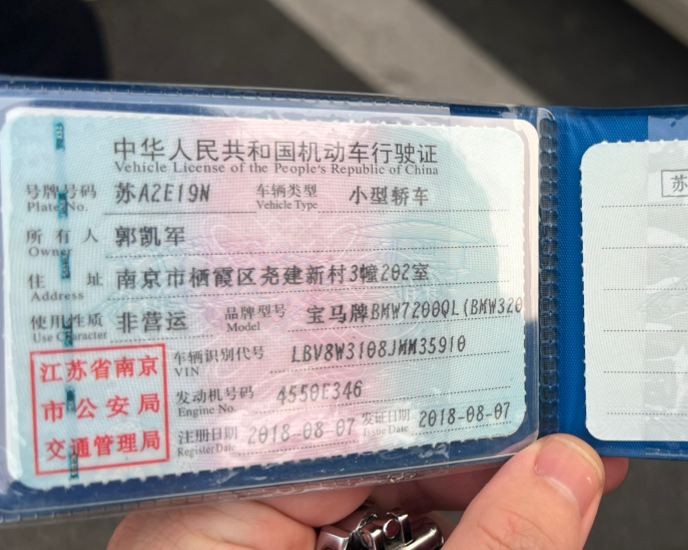 中华人民共和国机动车行驶证
Vehicle License of the People's Republic of China
号牌号码 苏A2E19N 车辆类型 小型轿车
Plate No. Vehicle Type
所有人 郭凯军
Owner
住址 南京市栖霞区尧建新村3幢202室
Address
使用性质 非营运 品牌型号 宝马牌BMW7200QL(BMW320
Use Character Model
江苏省南京
市公安局
交通管理局
车辆识别代号 LBV8W3108JMM35910
VIN
发动机号码 4550E346
Engine No.
注册日期 2018-08-07 发证日期 2018-08-07
Register Date Issue Date
苏